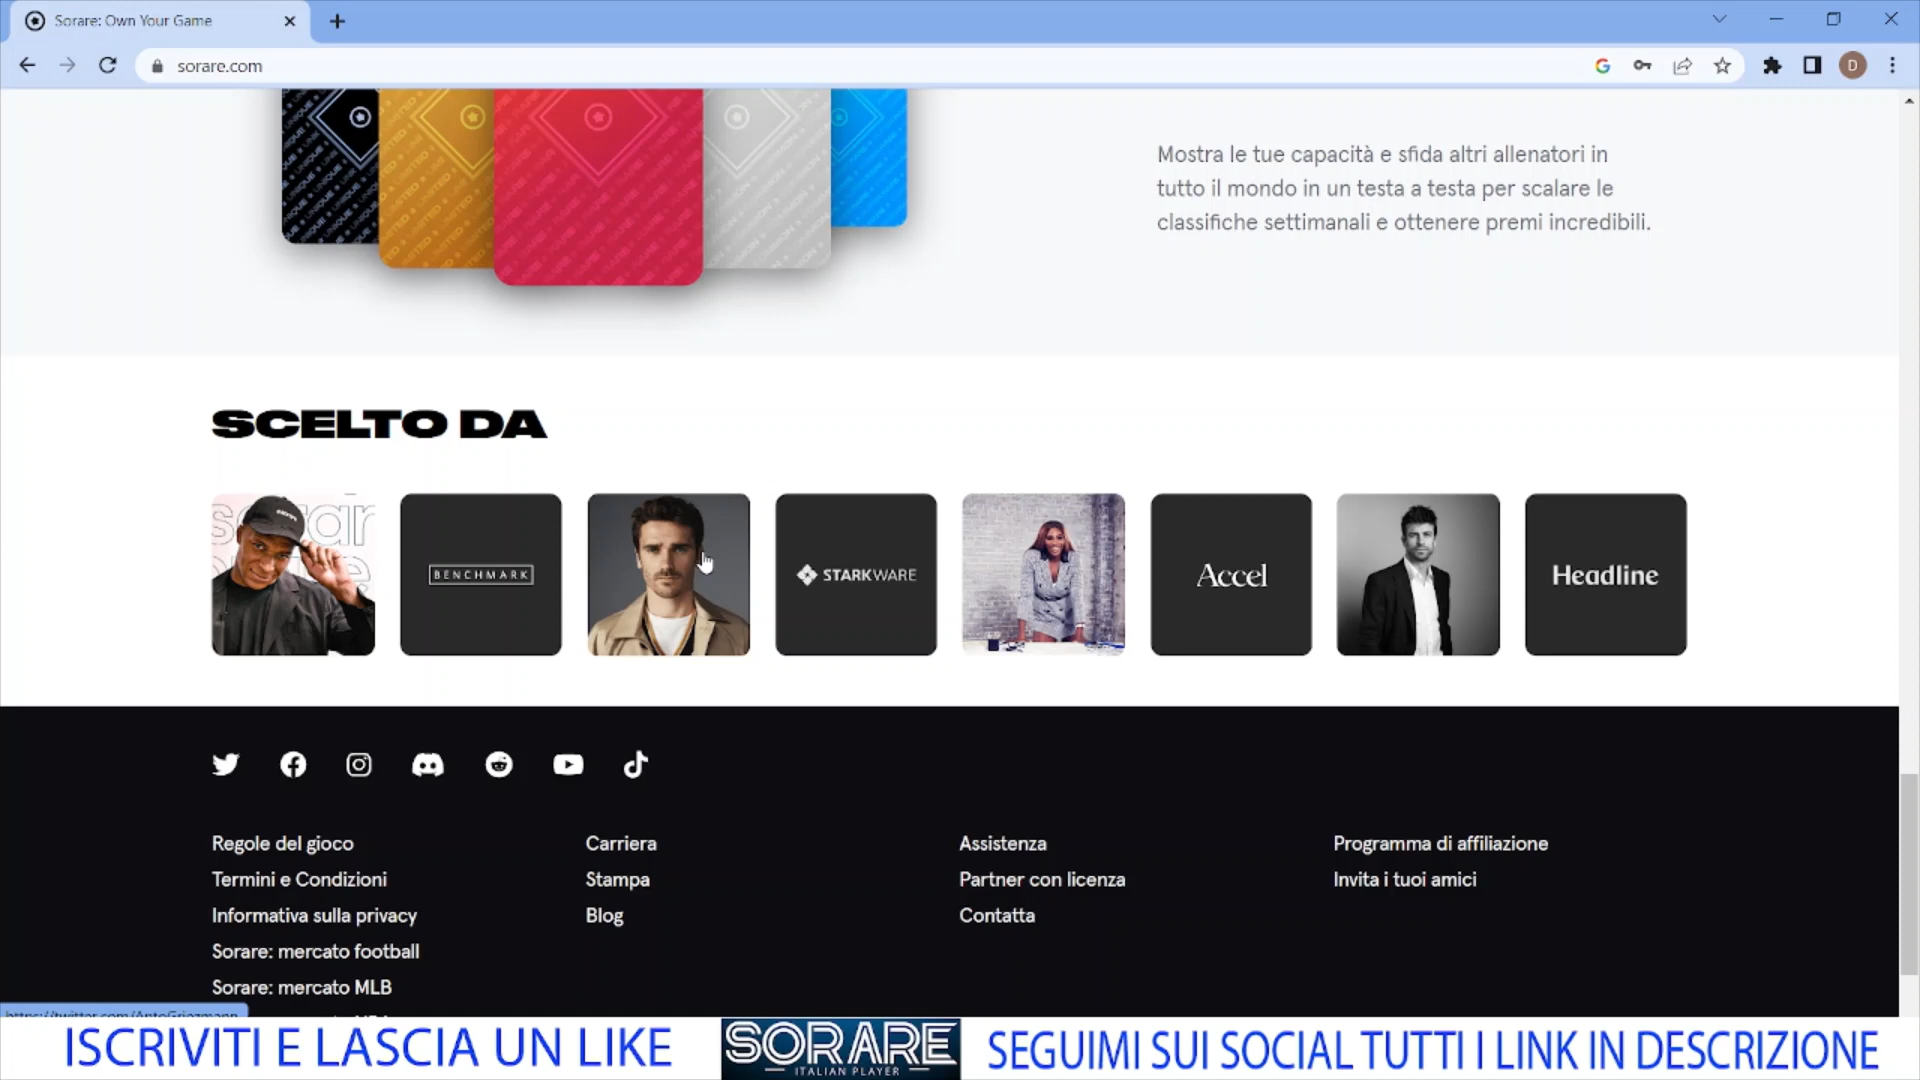 Sorare: Own Your Game
sorare.com
D
Mostra le tue capacità e sfida altri allenatori in
tutto il mondo in un testa a testa per scalare le
classifiche settimanali e ottenere premi incredibili.
SCELTO DA
BENCHMARK
STARKWARE
Accel
Headline
Regole del gioco
Termini e Condizioni
Informativa sulla privacy
Sorare: mercato football
Sorare: mercato MLB
Carriera
Stampa
Blog
Assistenza
Partner con licenza
Contatta
Programma di affiliazione
Invita i tuoi amici
https://twitter.com/AntoGriezmann
ISCRIVITI E LASCIA UN LIKE
SORARE
ITALIAN PLAYER
SEGUIMI SUI SOCIAL TUTTI I LINK IN DESCRIZIONE